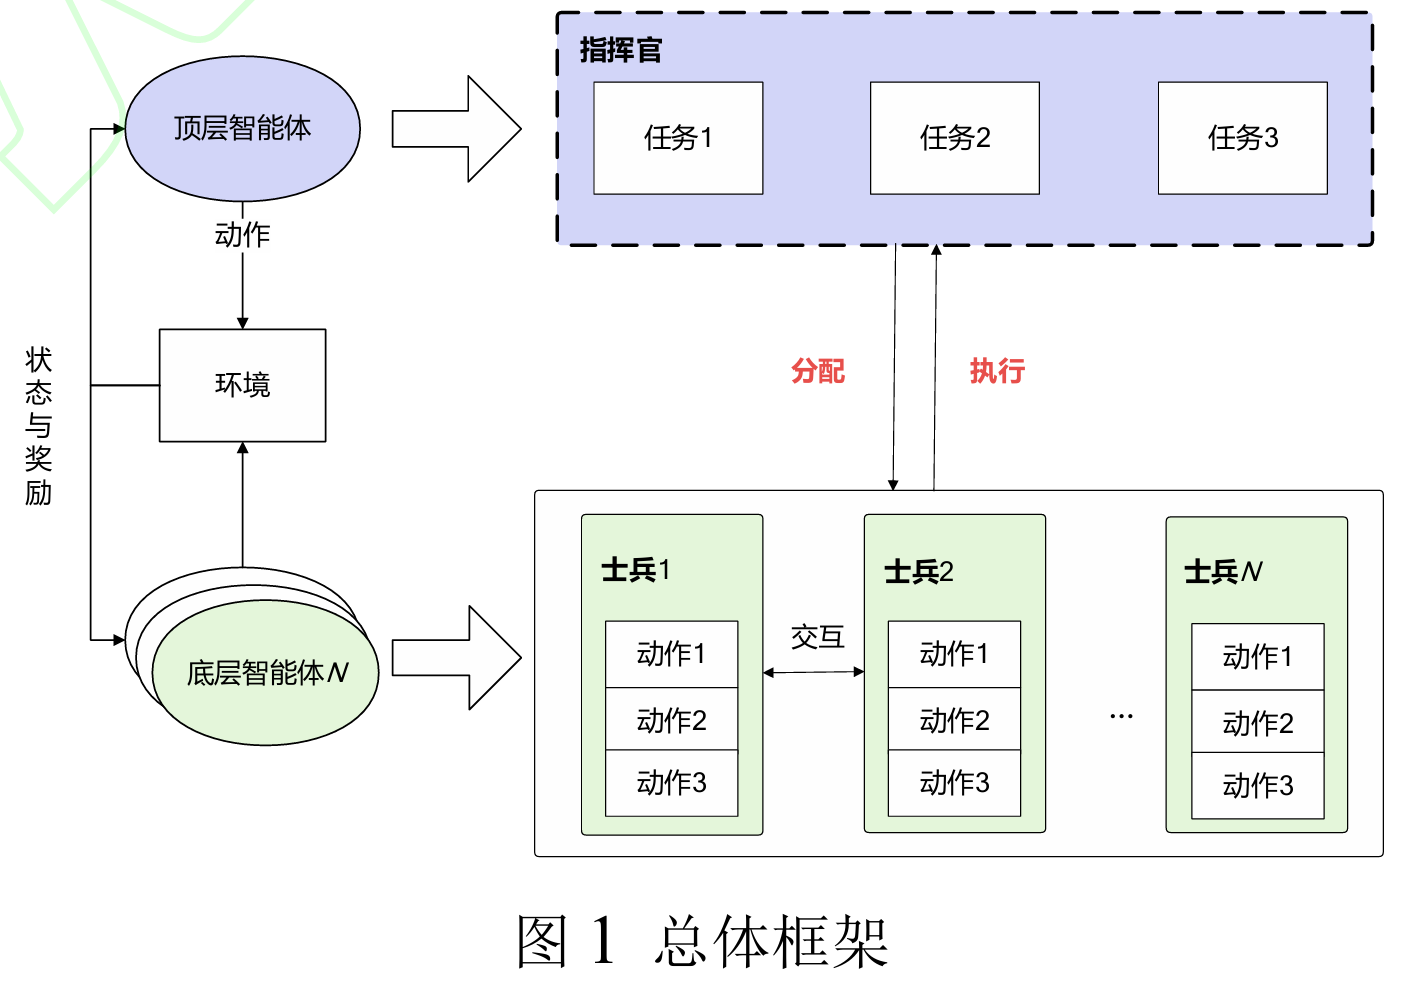 指挥官
顶层智能体
任务1
任务2
任务3
动作
状态与奖励
环境
分配
执行
士兵1
士兵2
士兵N
交互
底层智能体N
动作1
动作2
动作3
动作1
动作2
动作3
...
动作1
动作2
动作3
图 1 总体框架